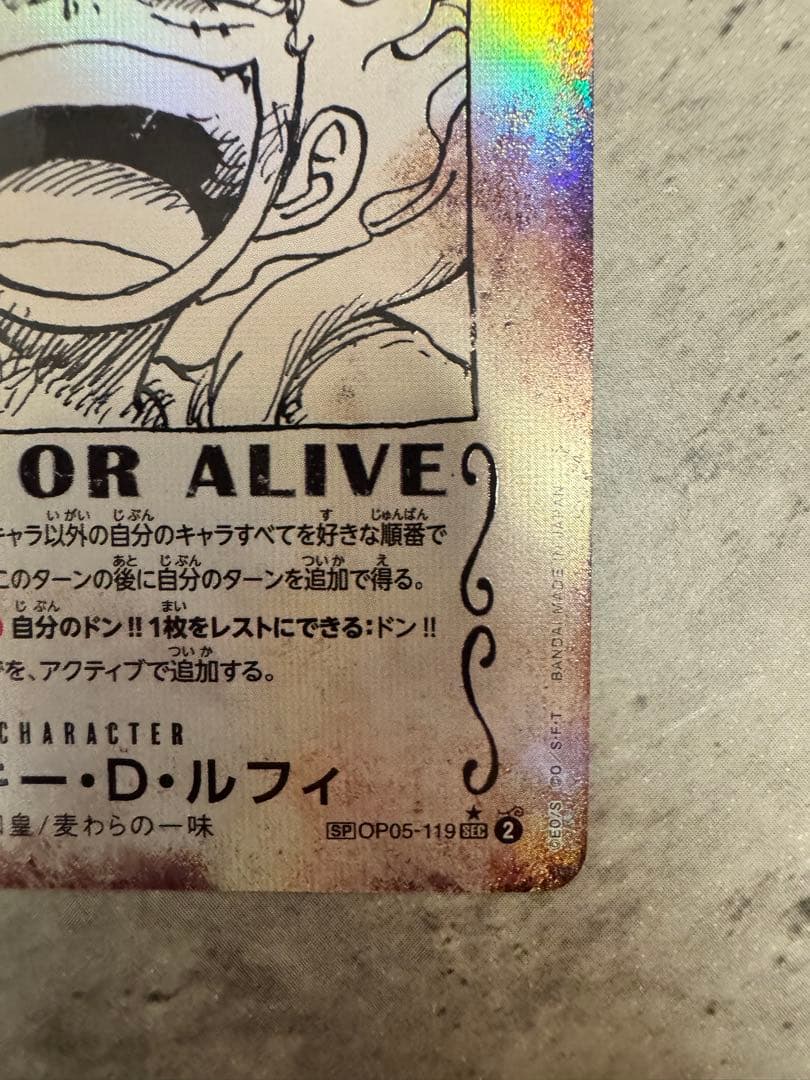 OR ALIVE
キャラ以外の自分のキャラすべてを好きな順番で
このターンの後に自分のターンを追加で得る。
自分のドン!!1枚をレストにできる:ドン!!
を、アクティブで追加する。
CHARACTER
ー・D・ルフィ
皇/麦わらの一味
SP OP05-119 SEC 2
©EO/S ©O/S・F・T BANDAI MADE IN JAPAN